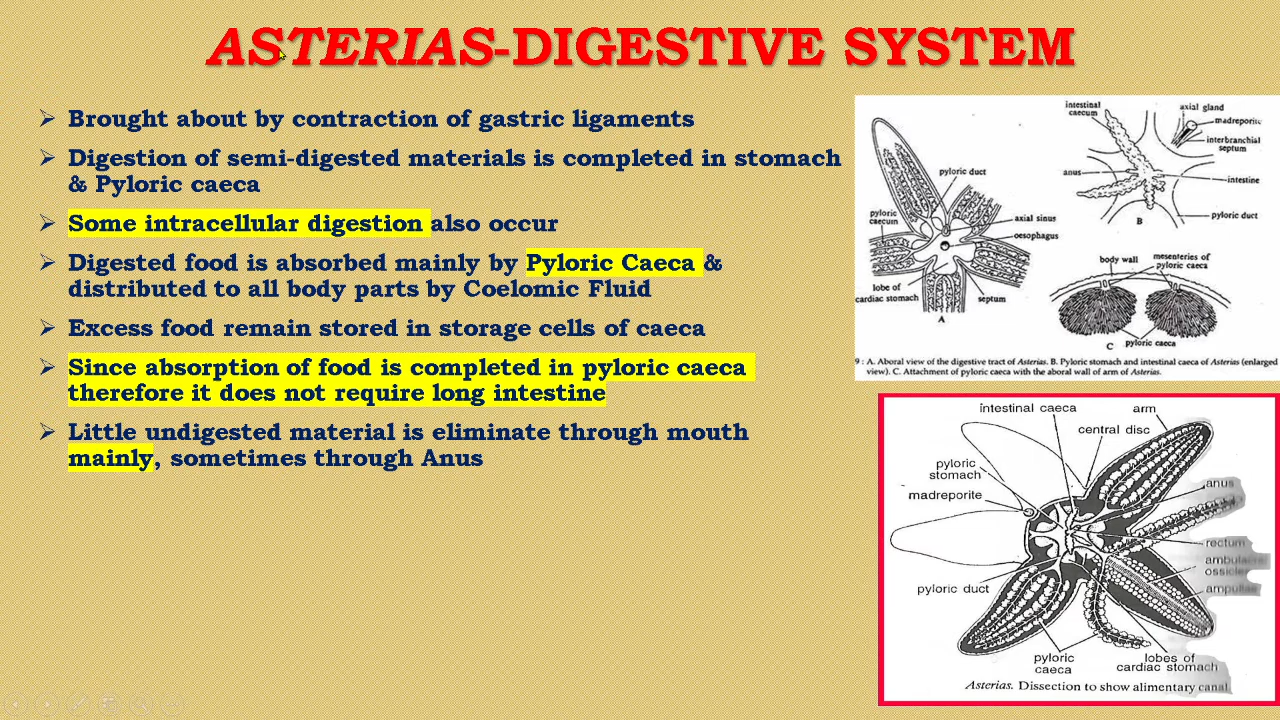 ASTERIAS-DIGESTIVE SYSTEM
➢ Brought about by contraction of gastric ligaments
➢ Digestion of semi-digested materials is completed in stomach
& Pyloric caeca
➢ Some intracellular digestion also occur
➢ Digested food is absorbed mainly by Pyloric Caeca &
distributed to all body parts by Coelomic Fluid
➢ Excess food remain stored in storage cells of caeca
➢ Since absorption of food is completed in pyloric caeca
therefore it does not require long intestine
➢ Little undigested material is eliminate through mouth
mainly, sometimes through Anus
pyloric duct
pyloric
caecum
axial sinus
oesophagus
lobe of
cardiac stomach
septum
A
intestinal
caecum
axial gland
madreporite
interbranchial
septum
anus
intestine
pyloric duct
B
body wall
mesenteries of
pyloric caeca
C
pyloric caeca
9 : A. Aboral view of the digestive tract of Asterias. B. Pyloric stomach and intestinal caeca of Asterias (enlarged
view). C. Attachment of pyloric caeca with the aboral wall of arm of Asterias.
intestinal caeca
arm
central disc
pyloric
stomach
madreporite
anus
rectum
ambulacral
ossicles
ampullae
pyloric duct
pyloric
caeca
lobes of
cardiac stomach
Asterias. Dissection to show alimentary canal